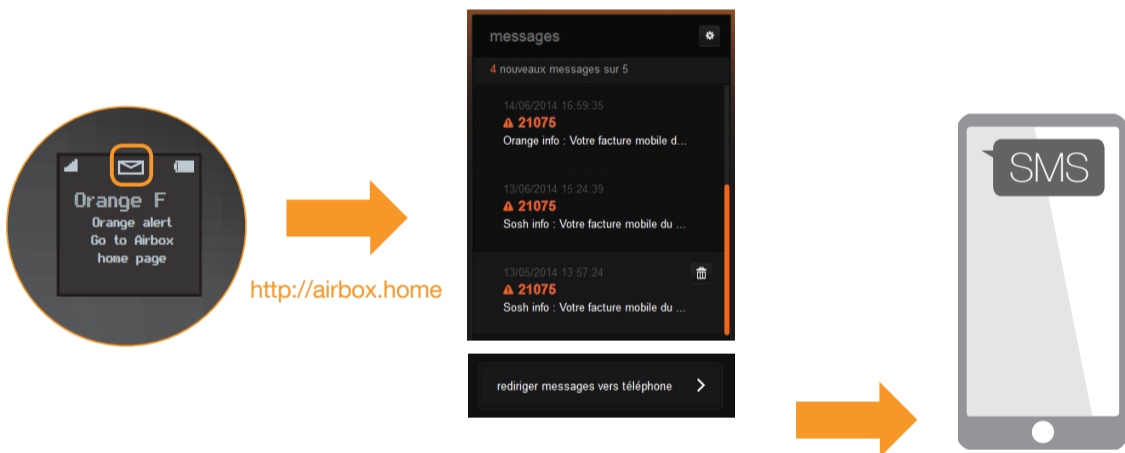 Orange F
Orange alert
Go to Airbox
home page
http://airbox.home
messages
4 nouveaux messages sur 5
14/06/2014 16:59:35
21075
Orange info : Votre facture mobile d...
13/06/2014 15:24:39
21075
Sosh info : Votre facture mobile du ...
13/05/2014 13:57:24
21075
Sosh info : Votre facture mobile du ...
rediriger messages vers téléphone
SMS